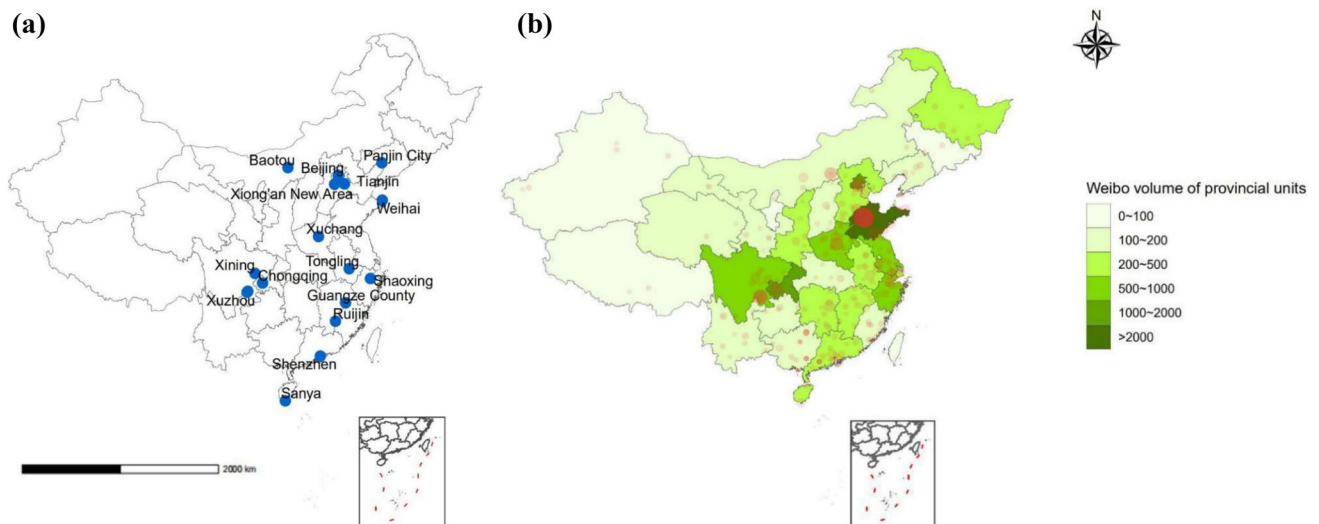 (a)
(b)
N
Baotou
Beijing
Panjin City
Tianjin
Xiong'an New Area
Weihai
Xuchang
Xining
Chongqing
Tongling
Shaoxing
Xuzhou
Guangze County
Ruijin
Shenzhen
Sanya
2000 km
Weibo volume of provincial units
0~100
100~200
200~500
500~1000
1000~2000
>2000